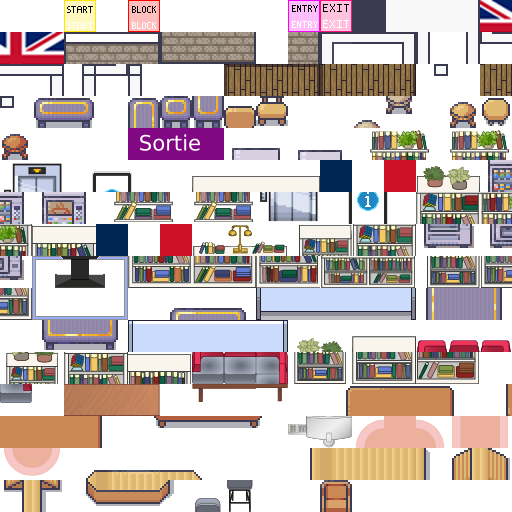 START
START
BLOCK
BLOCK
ENTRY
EXIT
ENTRY
EXIT
Sortie
i